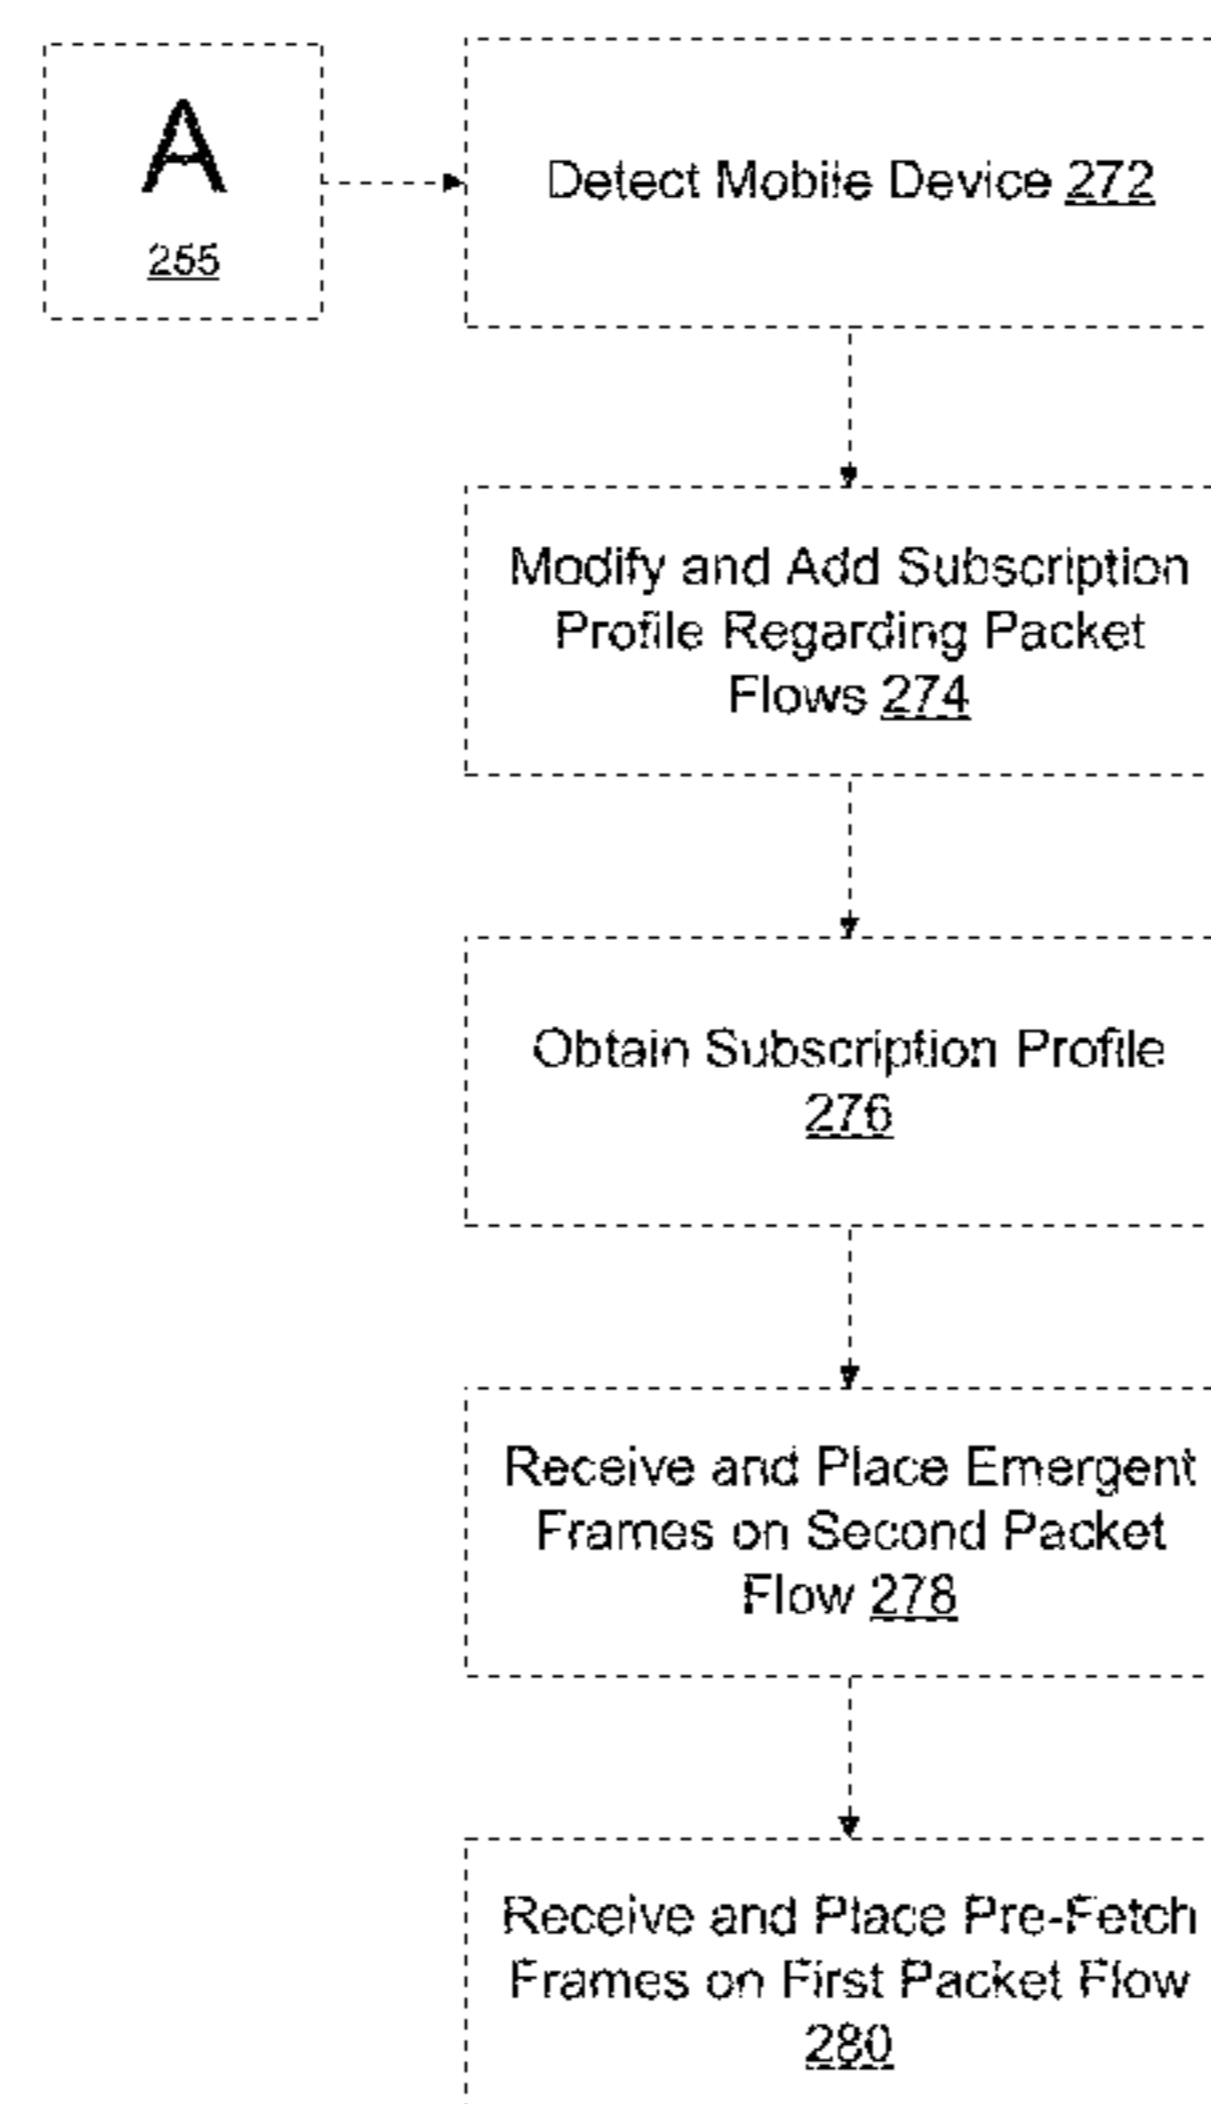 A
255
Detect Mobile Device 272
Modify and Add Subscription
Profile Regarding Packet
Flows 274
Obtain Subscription Profile
276
Receive and Place Emergent
Frames on Second Packet
Flow 278
Receive and Place Pre-Fetch
Frames on First Packet Flow
280